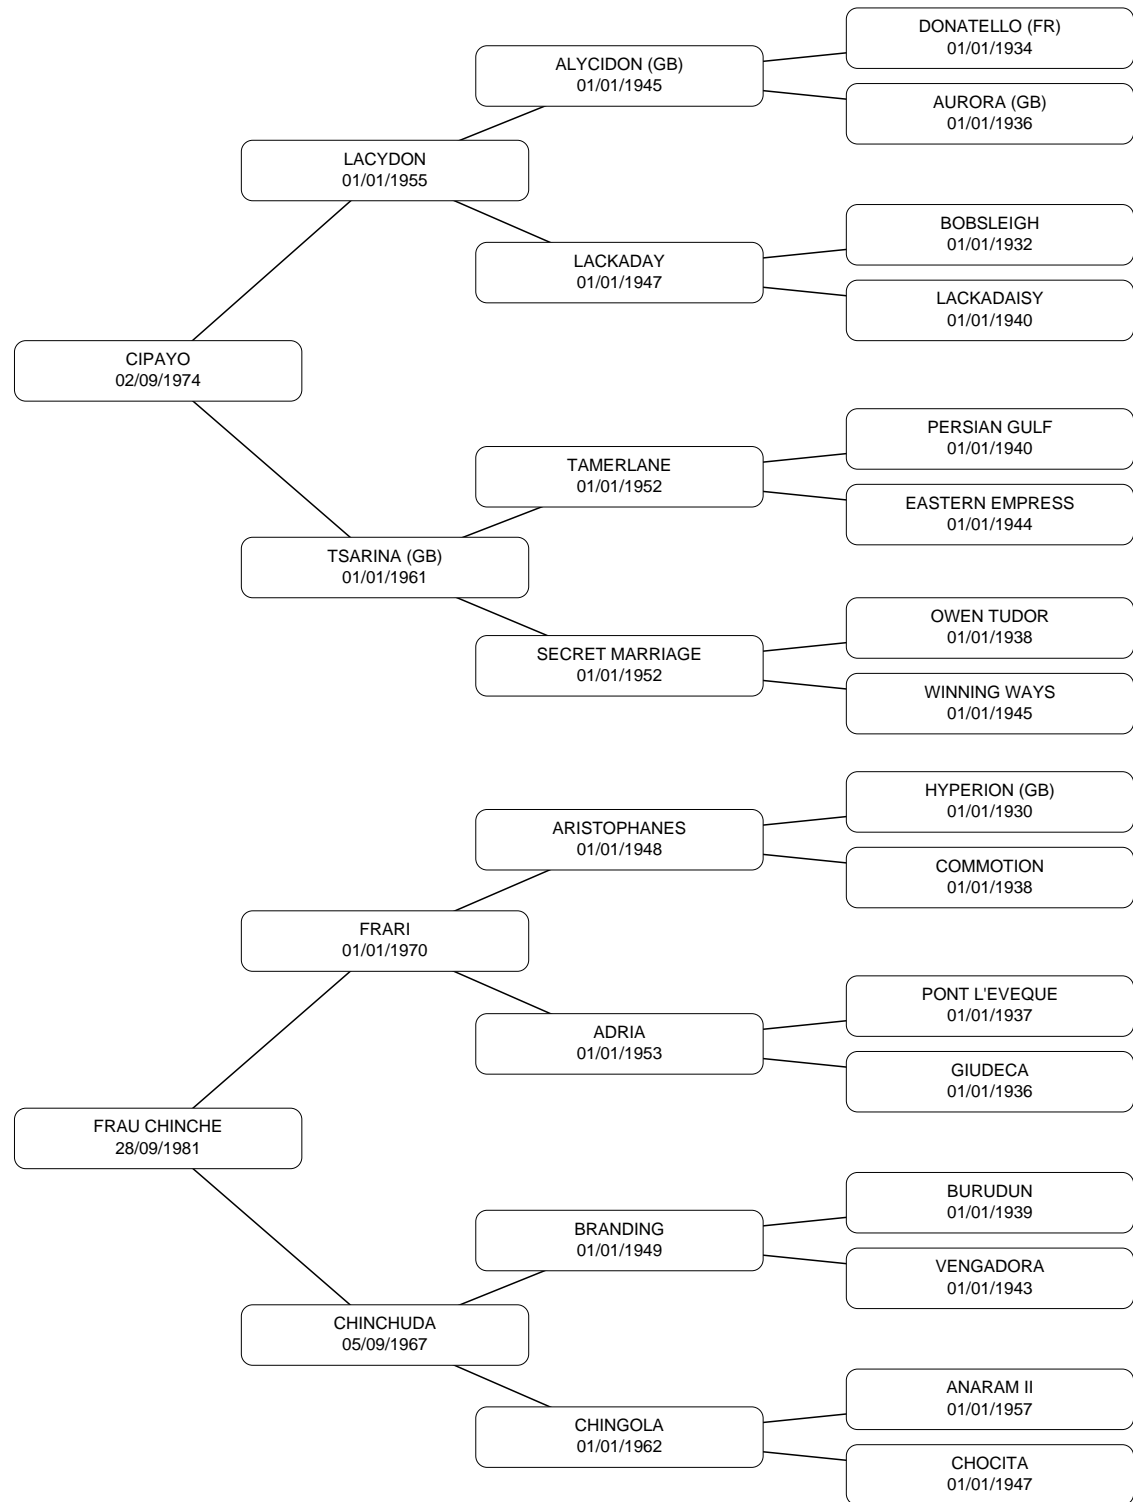 DONATELLO (FR)
01/01/1934
ALYCIDON (GB)
01/01/1945
AURORA (GB)
01/01/1936
LACYDON
01/01/1955
BOBSLEIGH
01/01/1932
LACKADAY
01/01/1947
LACKADAISY
01/01/1940
CIPAYO
02/09/1974
PERSIAN GULF
01/01/1940
TAMERLANE
01/01/1952
EASTERN EMPRESS
01/01/1944
TSARINA (GB)
01/01/1961
OWEN TUDOR
01/01/1938
SECRET MARRIAGE
01/01/1952
WINNING WAYS
01/01/1945
HYPERION (GB)
01/01/1930
ARISTOPHANES
01/01/1948
COMMOTION
01/01/1938
FRARI
01/01/1970
PONT L'EVEQUE
01/01/1937
ADRIA
01/01/1953
GIUDECA
01/01/1936
FRAU CHINCHE
28/09/1981
BURUDUN
01/01/1939
BRANDING
01/01/1949
VENGADORA
01/01/1943
CHINCHUDA
05/09/1967
ANARAM II
01/01/1957
CHINGOLA
01/01/1962
CHOCITA
01/01/1947